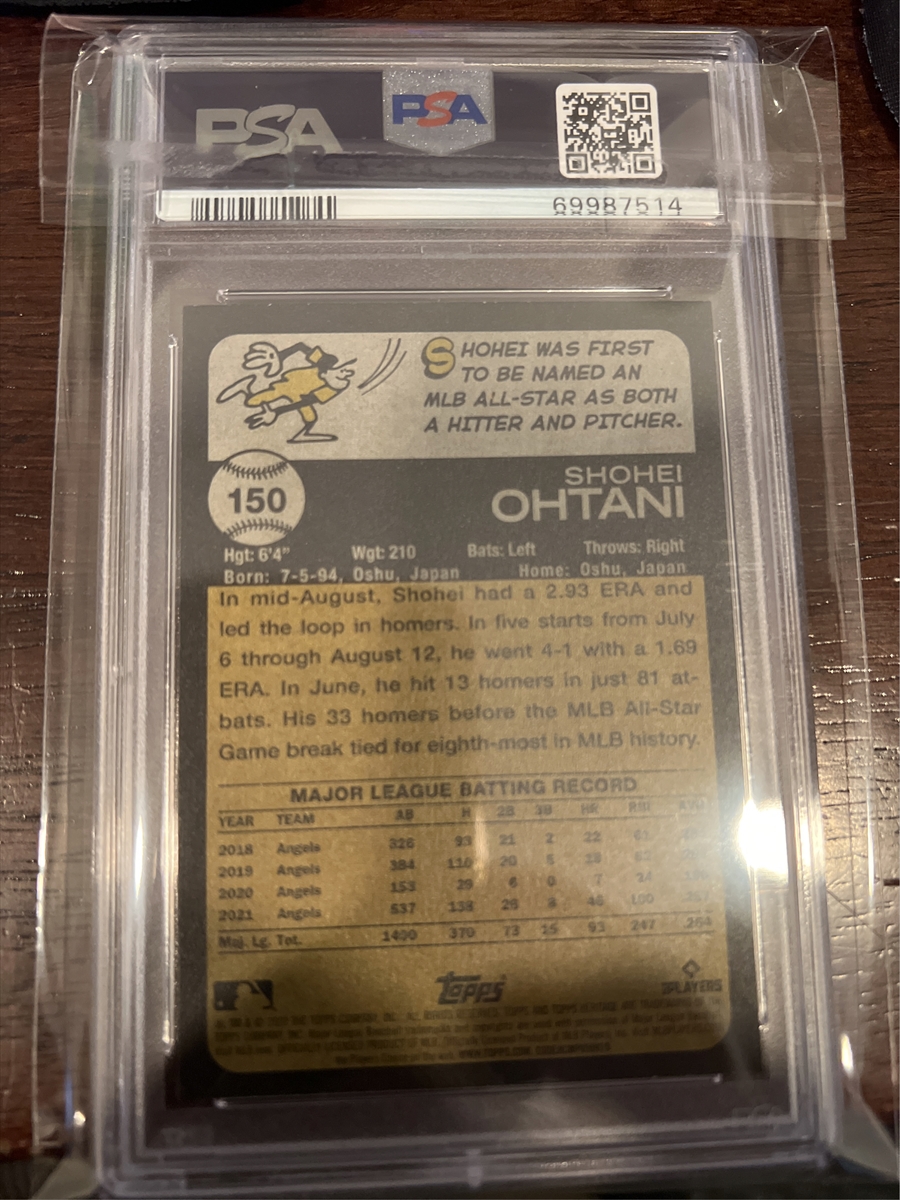 PSA
PSA
69987514
SHOHEI WAS FIRST
TO BE NAMED AN
MLB ALL-STAR AS BOTH
A HITTER AND PITCHER.
150
SHOHEI
OHTANI
Hgt: 6'4" Wgt: 210 Bats: Left Throws: Right
Born: 7-5-94, Oshu, Japan Home: Oshu, Japan
In mid-August, Shohei had a 2.93 ERA and
led the loop in homers. In five starts from July
6 through August 12, he went 4-1 with a 1.69
ERA. In June, he hit 13 homers in just 81 at-
bats. His 33 homers before the MLB All-Star
Game break tied for eighth-most in MLB history.
MAJOR LEAGUE BATTING RECORD
YEAR TEAM AB H 2B 3B HR RBI AVG
2018 Angels 326 93 21 2 22 61
2019 Angels 384 110 20 5 18 62
2020 Angels 153 29 6 0 7 24
2021 Angels 537 138 26 8 46 100
Maj. Lg. Tot. 1400 370 73 15 93 247 .264
Topps
PLAYERS